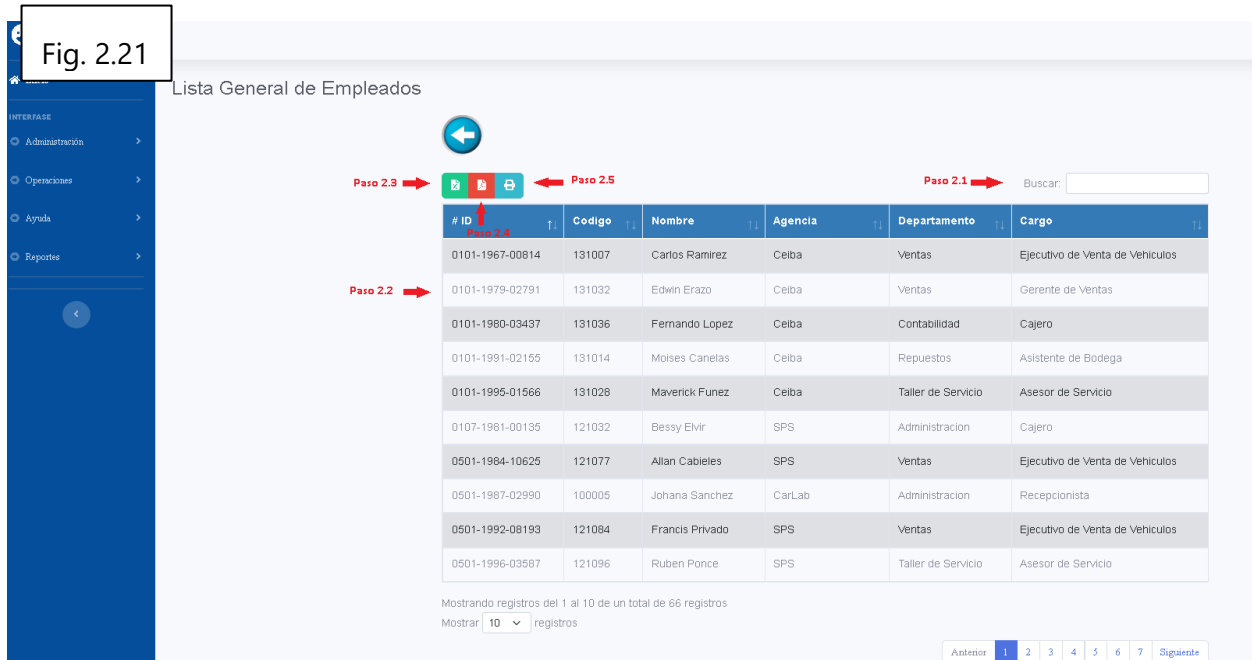 Fig. 2.21
INTERFASE
Administración
Operaciones
Ayuda
Reportes
Lista General de Empleados
Paso 2.3
Paso 2.5
Paso 2.1
Buscar:
# ID Codigo Nombre Agencia Departamento Cargo
Paso 2.4
0101-1967-00814 131007 Carlos Ramirez Ceiba Ventas Ejecutivo de Venta de Vehiculos
Paso 2.2
0101-1979-02791 131032 Edwin Erazo Ceiba Ventas Gerente de Ventas
0101-1980-03437 131036 Fernando Lopez Ceiba Contabilidad Cajero
0101-1991-02155 131014 Moises Canelas Ceiba Repuestos Asistente de Bodega
0101-1995-01566 131028 Maverick Funez Ceiba Taller de Servicio Asesor de Servicio
0107-1981-00135 121032 Bessy Elvir SPS Administracion Cajero
0501-1984-10625 121077 Allan Cabieles SPS Ventas Ejecutivo de Venta de Vehiculos
0501-1987-02990 100005 Johana Sanchez CarLab Administracion Recepcionista
0501-1992-08193 121084 Francis Privado SPS Ventas Ejecutivo de Venta de Vehiculos
0501-1996-03587 121096 Ruben Ponce SPS Taller de Servicio Asesor de Servicio
Mostrando registros del 1 al 10 de un total de 66 registros
Mostrar 10 registros
Anterior 1 2 3 4 5 6 7 Siguiente